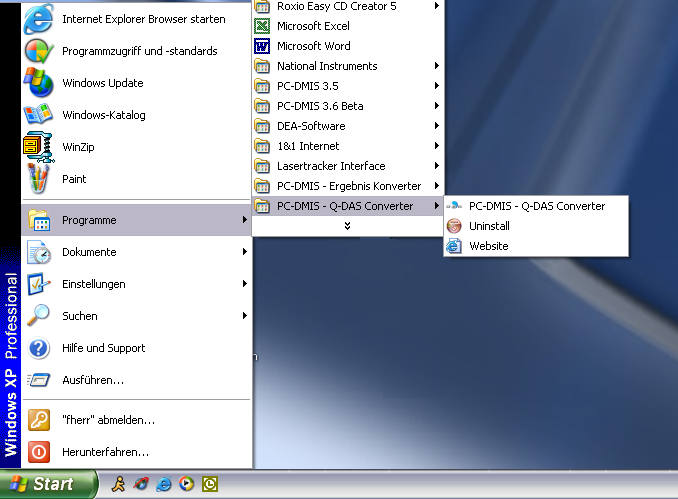 Internet Explorer Browser starten
Programmzugriff und -standards
Windows Update
Windows-Katalog
WinZip
Paint
Programme
Dokumente
Einstellungen
Suchen
Hilfe und Support
Ausführen...
"fherr" abmelden...
Herunterfahren...
Windows XP Professional
Roxio Easy CD Creator 5
Microsoft Excel
Microsoft Word
National Instruments
PC-DMIS 3.5
PC-DMIS 3.6 Beta
DEA-Software
1&1 Internet
Lasertracker Interface
PC-DMIS - Ergebnis Konverter
PC-DMIS - Q-DAS Converter
PC-DMIS - Q-DAS Converter
Uninstall
Website
n
Start